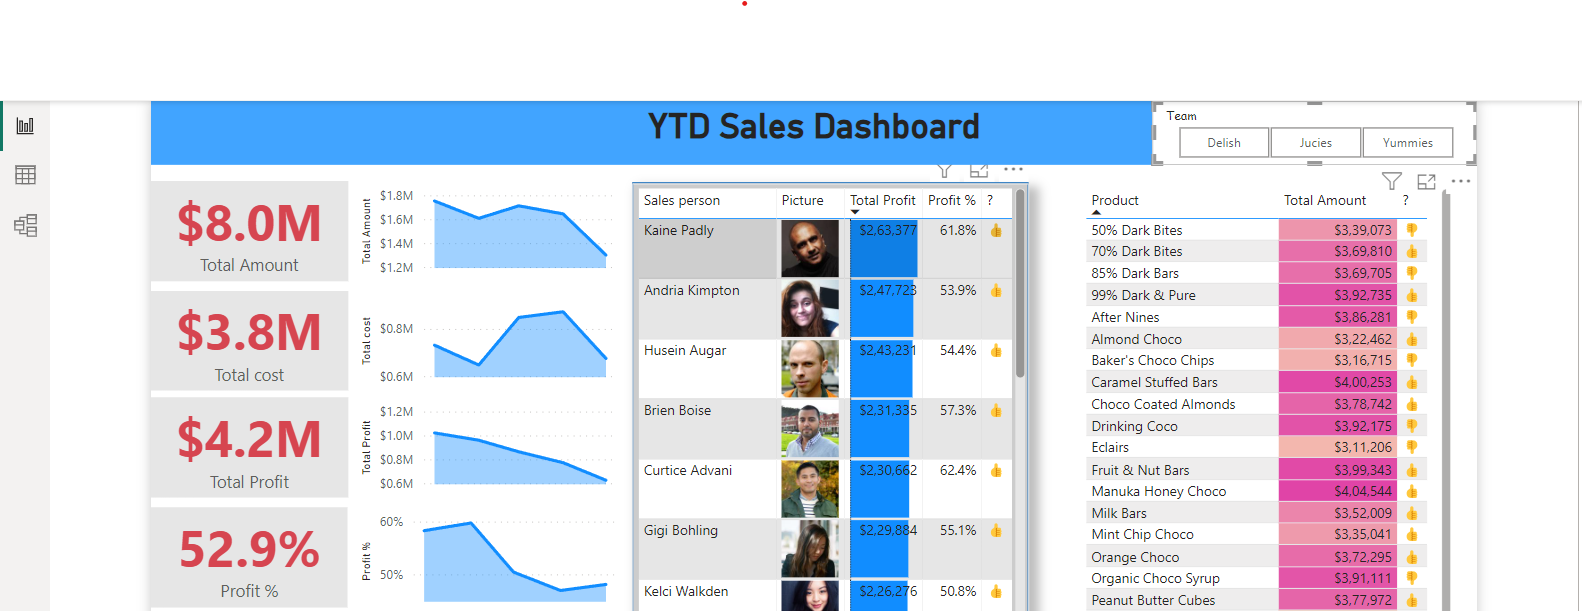 YTD Sales Dashboard
Team
Delish Jucies Yummies
$8.0M
Total Amount
$3.8M
Total cost
$4.2M
Total Profit
52.9%
Profit %
Total Amount
$1.8M
$1.6M
$1.4M
$1.2M
Total cost
$0.8M
$0.6M
Total Profit
$1.2M
$1.0M
$0.8M
$0.6M
Profit %
60%
50%
Sales person Picture Total Profit Profit % ?
Kaine Padly $2,63,377 61.8%
Andria Kimpton $2,47,723 53.9%
Husein Augar $2,43,231 54.4%
Brien Boise $2,31,335 57.3%
Curtice Advani $2,30,662 62.4%
Gigi Bohling $2,29,884 55.1%
Kelci Walkden $2,26,276 50.8%
Product Total Amount ?
50% Dark Bites $3,39,073
70% Dark Bites $3,69,810
85% Dark Bars $3,69,705
99% Dark & Pure $3,92,735
After Nines $3,86,281
Almond Choco $3,22,462
Baker's Choco Chips $3,16,715
Caramel Stuffed Bars $4,00,253
Choco Coated Almonds $3,78,742
Drinking Coco $3,92,175
Eclairs $3,11,206
Fruit & Nut Bars $3,99,343
Manuka Honey Choco $4,04,544
Milk Bars $3,52,009
Mint Chip Choco $3,35,041
Orange Choco $3,72,295
Organic Choco Syrup $3,91,111
Peanut Butter Cubes $3,77,972